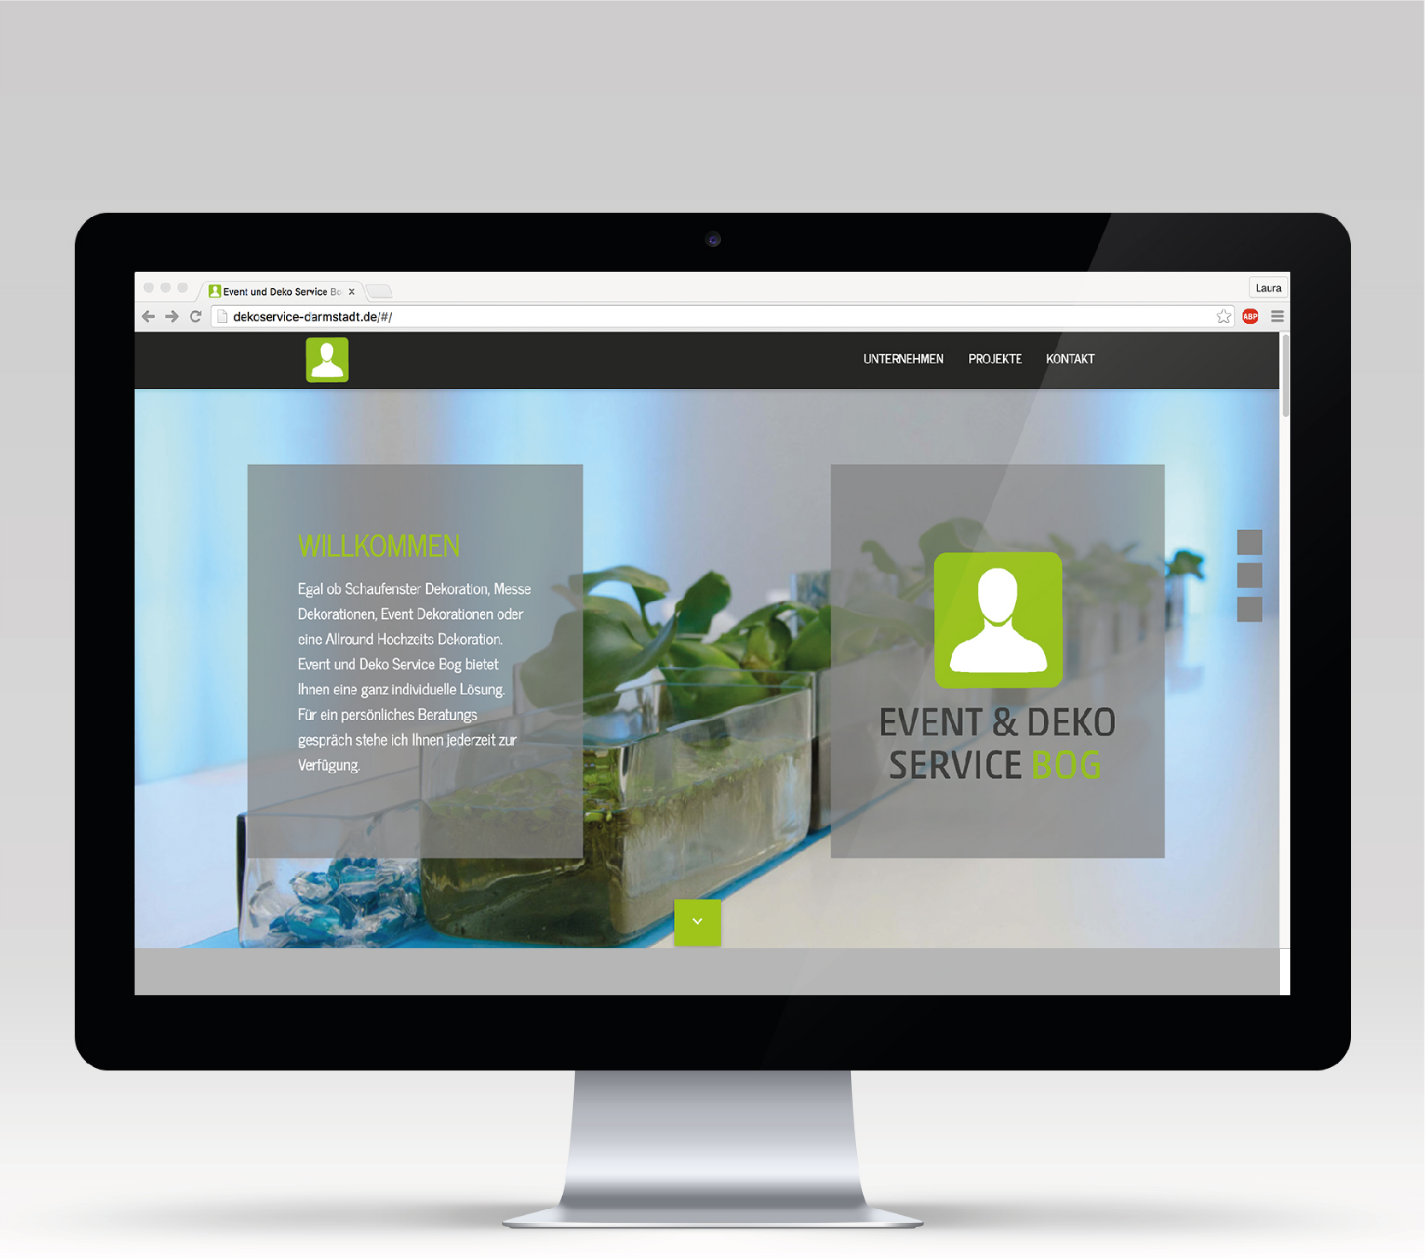 Event und Deko Service Bo
Laura
dekoservice-darmstadt.de/#/
ABP
UNTERNEHMEN PROJEKTE KONTAKT
WILLKOMMEN
Egal ob Schaufenster Dekoration, Messe
Dekorationen, Event Dekorationen oder
eine Allround Hochzeits Dekoration.
Event und Deko Service Bog bietet
Ihnen eine ganz individuelle Lösung.
Für ein persönliches Beratungs
gespräch stehe ich Ihnen jederzeit zur
Verfügung.
EVENT & DEKO
SERVICE BOG